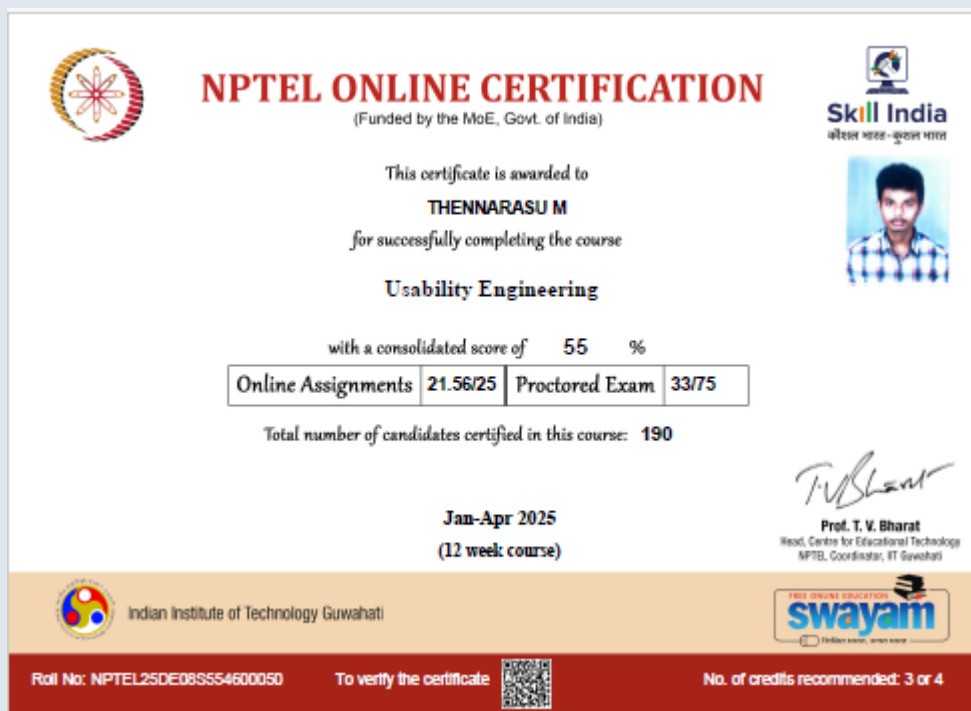 NPTEL ONLINE CERTIFICATION
(Funded by the MoE, Govt. of India)
Skill India
कौशल भारत - कुशल भारत
This certificate is awarded to
THENNARASU M
for successfully completing the course
Usability Engineering
with a consolidated score of 55 %
Online Assignments 21.56/25 Proctored Exam 33/75
Total number of candidates certified in this course: 190
Jan-Apr 2025
(12 week course)
T.V.Bharat
Prof. T. V. Bharat
Head, Centre for Educational Technology
NPTEL Coordinator, IIT Guwahati
Indian Institute of Technology Guwahati
FREE ONLINE EDUCATION
swayam
Roll No: NPTEL25DE08S554600050 To verify the certificate No. of credits recommended: 3 or 4